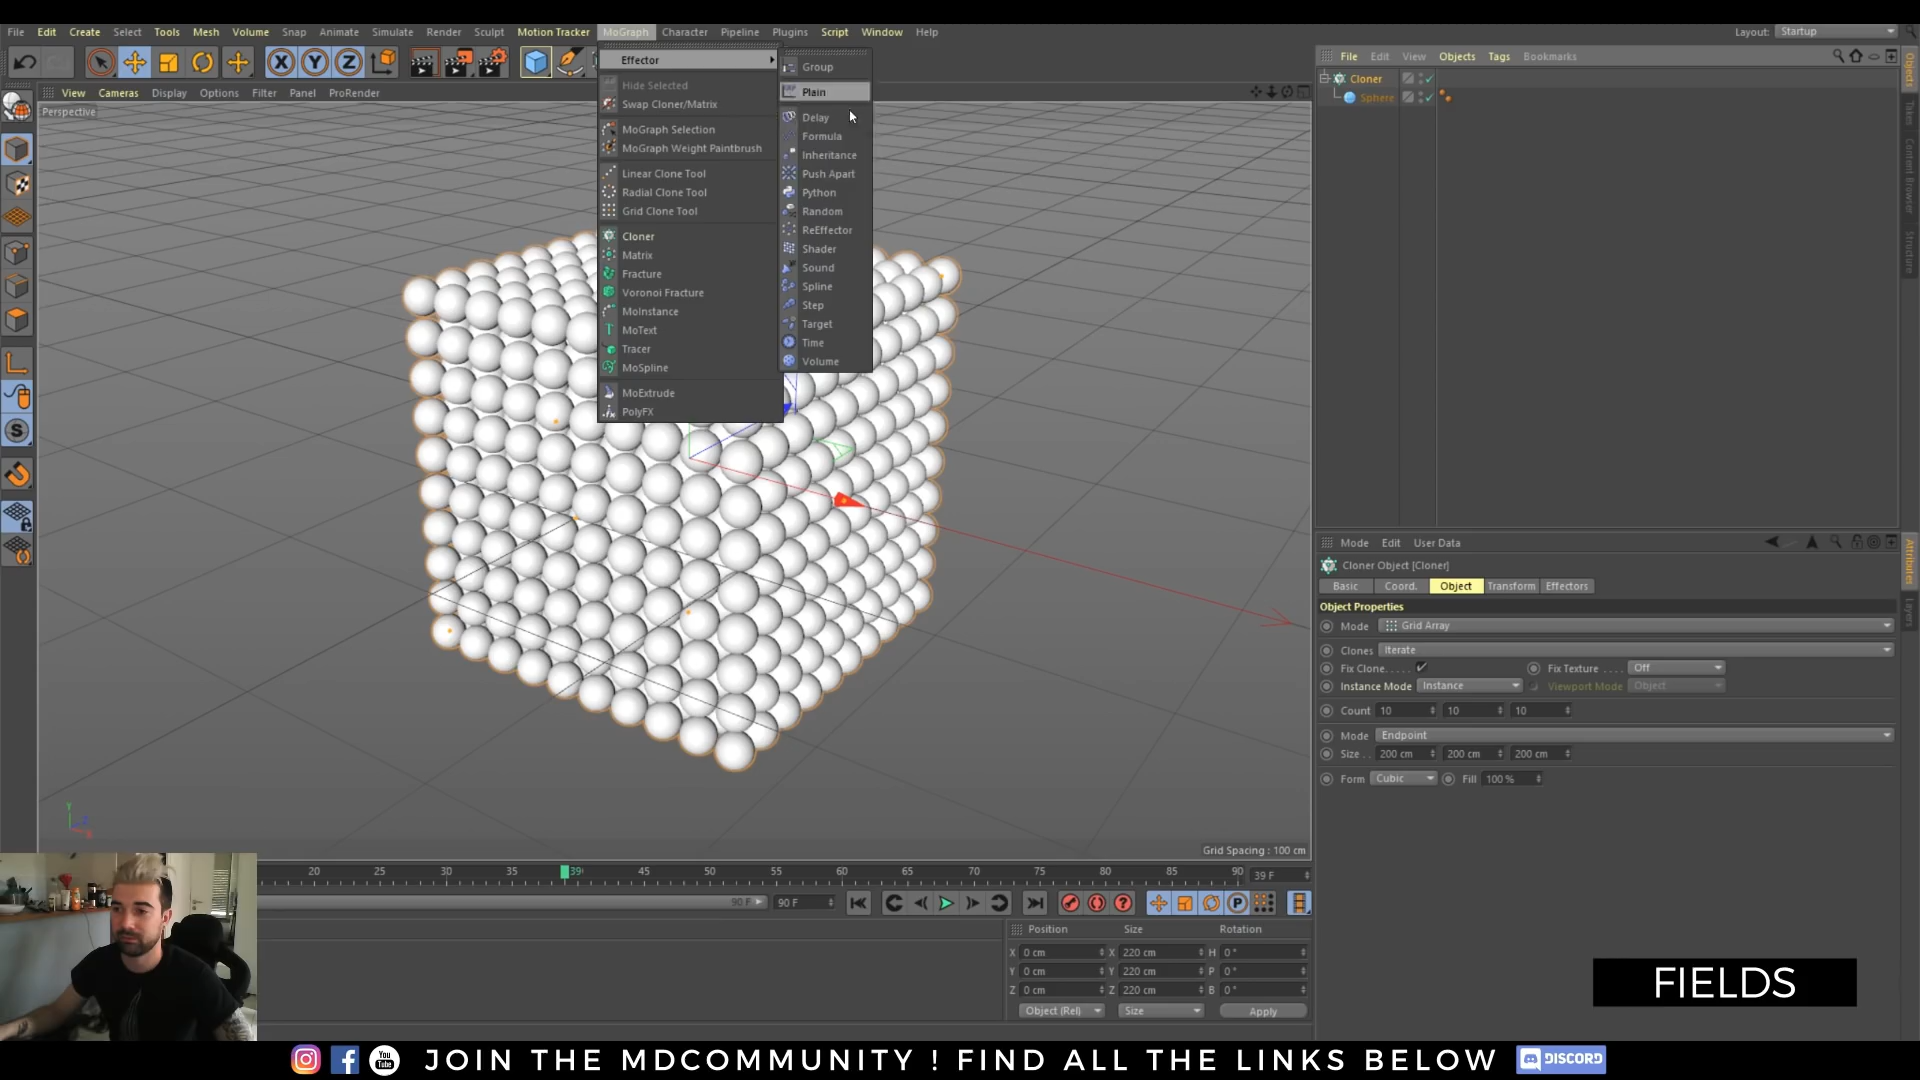 File Edit Create Select Tools Mesh Volume Snap Animate Simulate Render Sculpt Motion Tracker MoGraph Character Pipeline Plugins Script Window Help
Layout: Startup
X Y Z
View Cameras Display Options Filter Panel ProRender
Perspective
Effector
Hide Selected
Swap Cloner/Matrix
MoGraph Selection
MoGraph Weight Paintbrush
Linear Clone Tool
Radial Clone Tool
Grid Clone Tool
Cloner
Matrix
Fracture
Voronoi Fracture
MoInstance
MoText
Tracer
MoSpline
MoExtrude
PolyFX
Group
Plain
Delay
Formula
Inheritance
Push Apart
Python
Random
ReEffector
Shader
Sound
Spline
Step
Target
Time
Volume
File Edit View Objects Tags Bookmarks
Cloner
Sphere
Objects
Takes
Content Browser
Structure
Mode Edit User Data
Cloner Object [Cloner]
Basic Coord. Object Transform Effectors
Object Properties
Mode Grid Array
Clones Iterate
Fix Clone..... Fix Texture .... Off
Instance Mode Instance Viewport Mode Object
Count 10 10 10
Mode Endpoint
Size .. 200 cm 200 cm 200 cm
Form Cubic Fill 100 %
Attributes
Layers
Grid Spacing : 100 cm
20 25 30 39 45 50 55 60 65 70 75 80 85 90 39 F
90 F 90 F
Position Size Rotation
X 0 cm X 220 cm H 0 °
Y 0 cm Y 220 cm P 0 °
Z 0 cm Z 220 cm B 0 °
Object (Rel) Size Apply
FIELDS
You Tube JOIN THE MDCOMMUNITY ! FIND ALL THE LINKS BELOW DISCORD